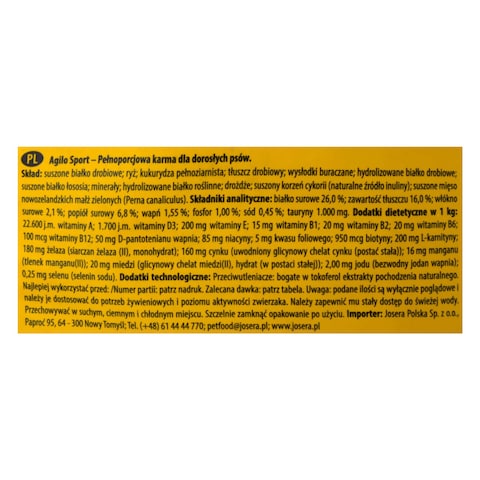 PL Agilo Sport – Pełnoporcjowa karma dla dorosłych psów.
Skład: suszone białko drobiowe; ryż; kukurydza pełnoziarnista; tłuszcz drobiowy; wysłodki buraczane; hydrolizowane białko drobiowe;
suszone białko łososia; minerały; hydrolizowane białko roślinne; drożdże; suszony korzeń cykorii (naturalne źródło inuliny); suszone mięso
nowozelandzkich małż zielonych (Perna canaliculus). Składniki analityczne: białko surowe 26,0 %; zawartość tłuszczu 16,0 %; włókno
surowe 2,1 %; popiół surowy 6,8 %; wapń 1,55 %; fosfor 1,00 %; sód 0,45 %; tauryny 1.000 mg. Dodatki dietetyczne w 1 kg:
22.600 j.m. witaminy A; 1.700 j.m. witaminy D3; 200 mg witaminy E; 15 mg witaminy B1; 20 mg witaminy B2; 20 mg witaminy B6;
100 mcg witaminy B12; 50 mg D-pantotenianu wapnia; 85 mg niacyny; 5 mg kwasu foliowego; 950 mcg biotyny; 200 mg L-karnityny;
180 mg żelaza (siarczan żelaza (II), monohydrat); 160 mg cynku (uwodniony glicynowy chelat cynku (postać stała)); 16 mg manganu
(tlenek manganu(II)); 20 mg miedzi (glicynowy chelat miedzi(II), hydrat (w postaci stałej)); 2,00 mg jodu (bezwodny jodan wapnia);
0,25 mg selenu (selenin sodu). Dodatki technologiczne: Przeciwutleniacze: bogate w tokoferol ekstrakty pochodzenia naturalnego.
Najlepiej wykorzystać przed: /Numer partii: patrz nadruk. Zalecana dawka: patrz tabela. Uwaga: podane ilości są wyłącznie poglądowe i
należy je dostosować do potrzeb żywieniowych i poziomu aktywności zwierzaka. Należy zapewnić mu stały dostęp do świeżej wody.
Przechowywać w suchym, ciemnym i chłodnym miejscu. Szczelnie zamknąć opakowanie po użyciu. Importer: Josera Polska Sp. z o.o.,
Paproć 95, 64 - 300 Nowy Tomyśl; Tel. (+48) 61 44 44 770; petfood@josera.pl; www.josera.pl